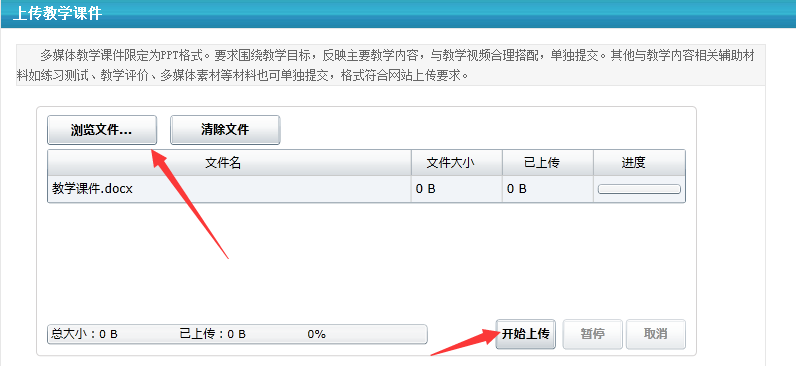 上传教学课件
多媒体教学课件限定为PPT格式。要求围绕教学目标，反映主要教学内容，与教学视频合理搭配，单独提交。其他与教学内容相关辅助材
料如练习测试、教学评价、多媒体素材等材料也可单独提交，格式符合网站上传要求。
浏览文件... 清除文件
文件名 文件大小 已上传 进度
教学课件.docx 0 B 0 B
总大小：0 B 已上传：0 B 0% 开始上传 暂停 取消